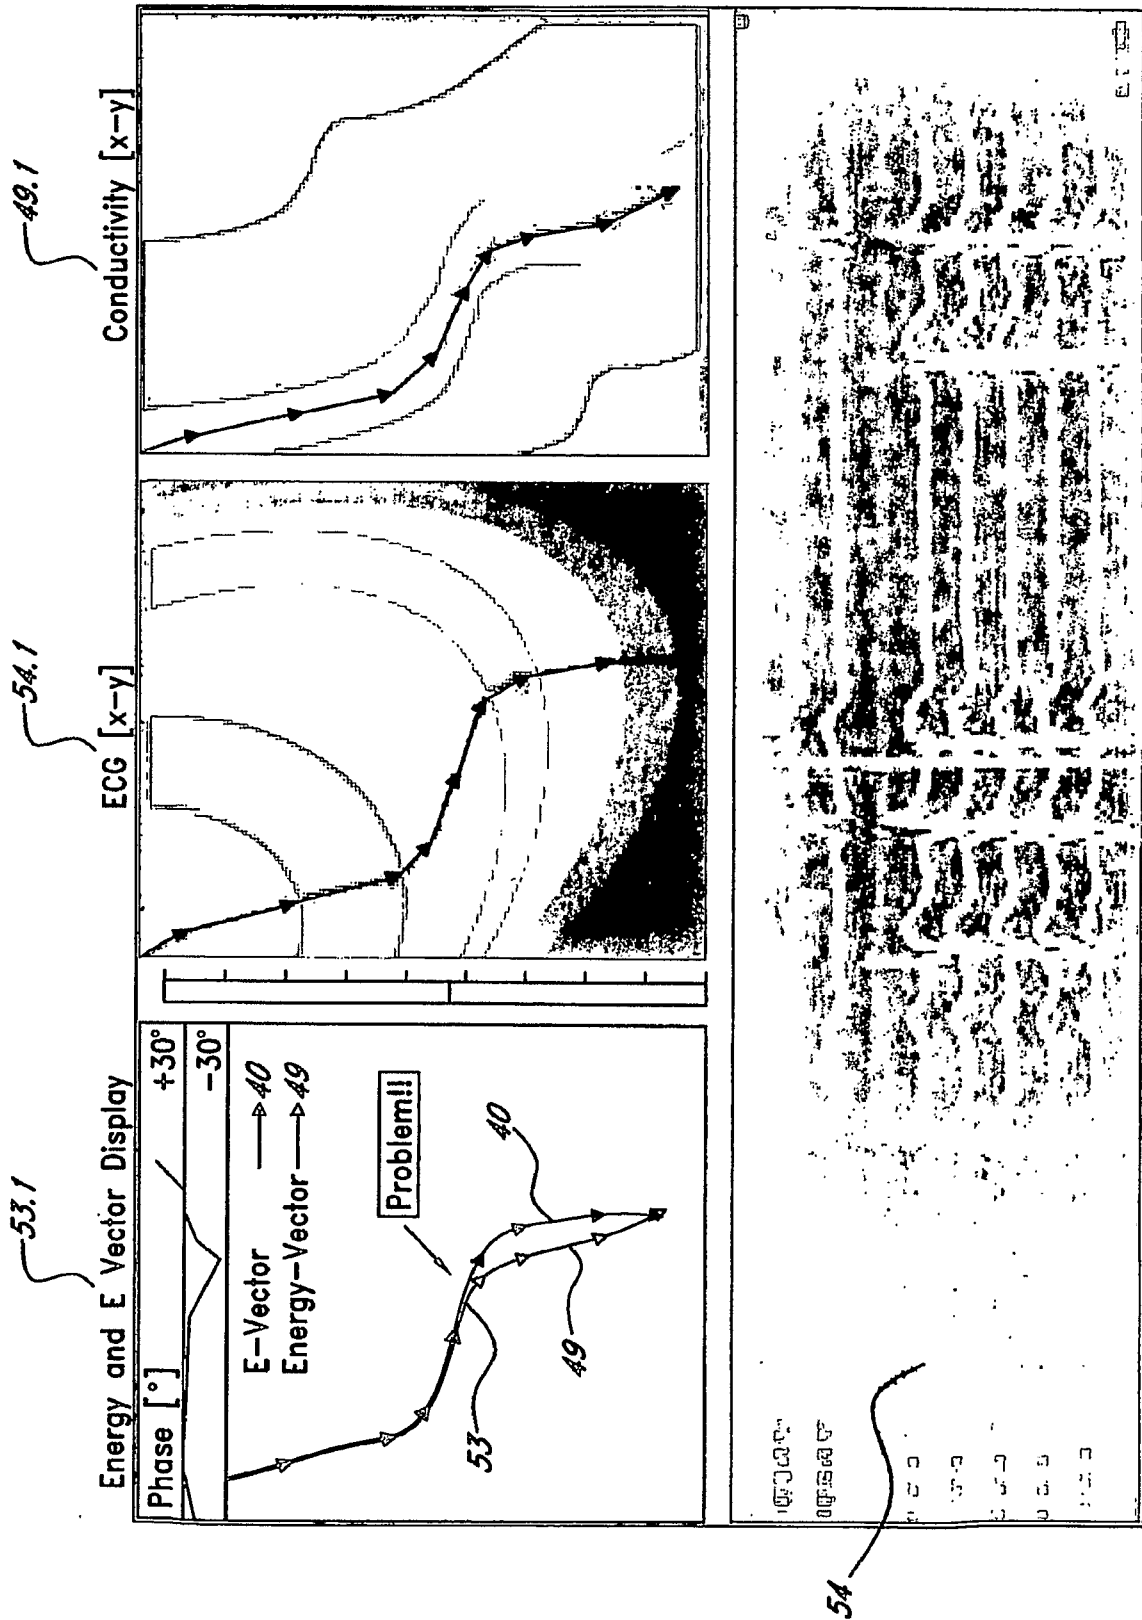 53.1
54.1
49.1
Energy and E Vector Display
ECG [x-y]
Conductivity [x-y]
Phase [°]
+30°
-30°
E-Vector 40
Energy-Vector 49
Problem!!
40
53
49
54